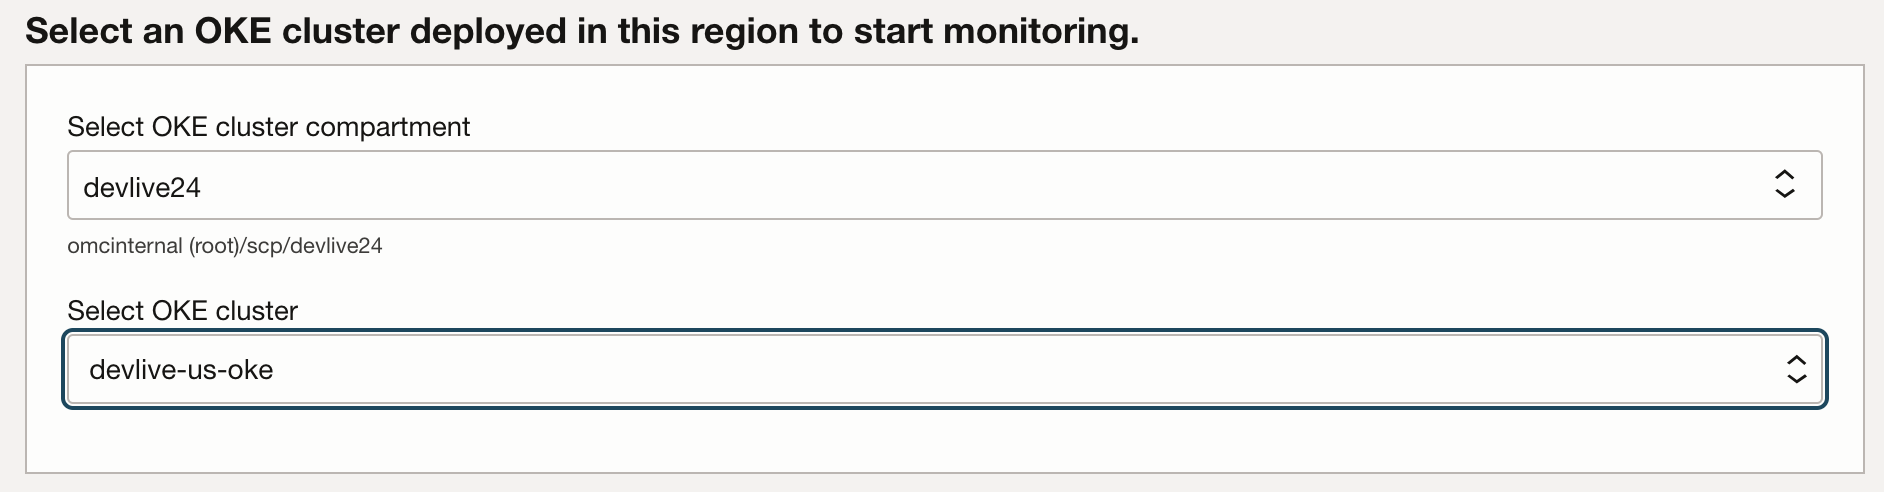 Select an OKE cluster deployed in this region to start monitoring.
Select OKE cluster compartment
devlive24
omcinternal (root)/scp/devlive24
Select OKE cluster
devlive-us-oke